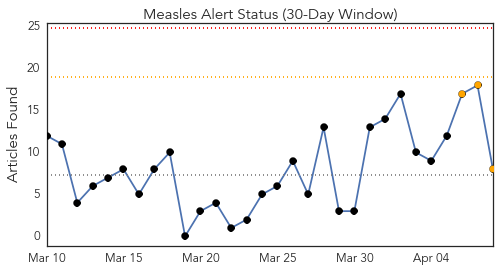 Measles Alert Status (30-Day Window)
Articles Found
25
20
15
10
5
0
Mar 10
Mar 15
Mar 20
Mar 25
Mar 30
Apr 04